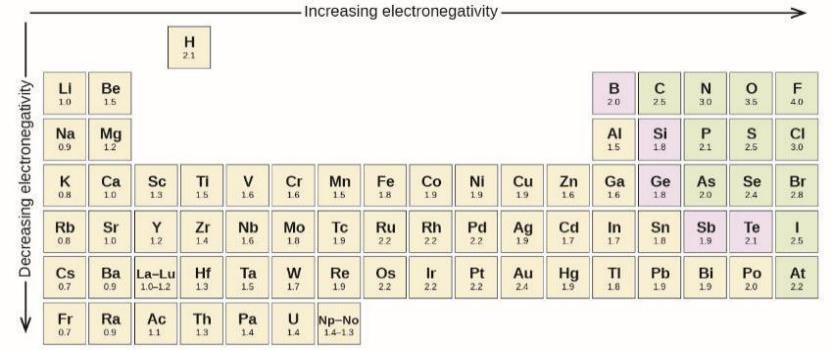 Increasing electronegativity
Decreasing electronegativity
H
2.1
Li Be B C N O F
1.0 1.5 2.0 2.5 3.0 3.5 4.0
Na Mg Al Si P S Cl
0.9 1.2 1.5 1.8 2.1 2.5 3.0
K Ca Sc Ti V Cr Mn Fe Co Ni Cu Zn Ga Ge As Se Br
0.8 1.0 1.3 1.5 1.6 1.6 1.5 1.8 1.9 1.9 1.9 1.6 1.6 1.8 2.0 2.4 2.8
Rb Sr Y Zr Nb Mo Tc Ru Rh Pd Ag Cd In Sn Sb Te I
0.8 1.0 1.2 1.4 1.6 1.8 1.9 2.2 2.2 2.2 1.9 1.7 1.7 1.8 1.9 2.1 2.5
Cs Ba La–Lu Hf Ta W Re Os Ir Pt Au Hg Tl Pb Bi Po At
0.7 0.9 1.0–1.2 1.3 1.5 1.7 1.9 2.2 2.2 2.2 2.4 1.9 1.8 1.9 1.9 2.0 2.2
Fr Ra Ac Th Pa U Np–No
0.7 0.9 1.1 1.3 1.4 1.4 1.4–1.3